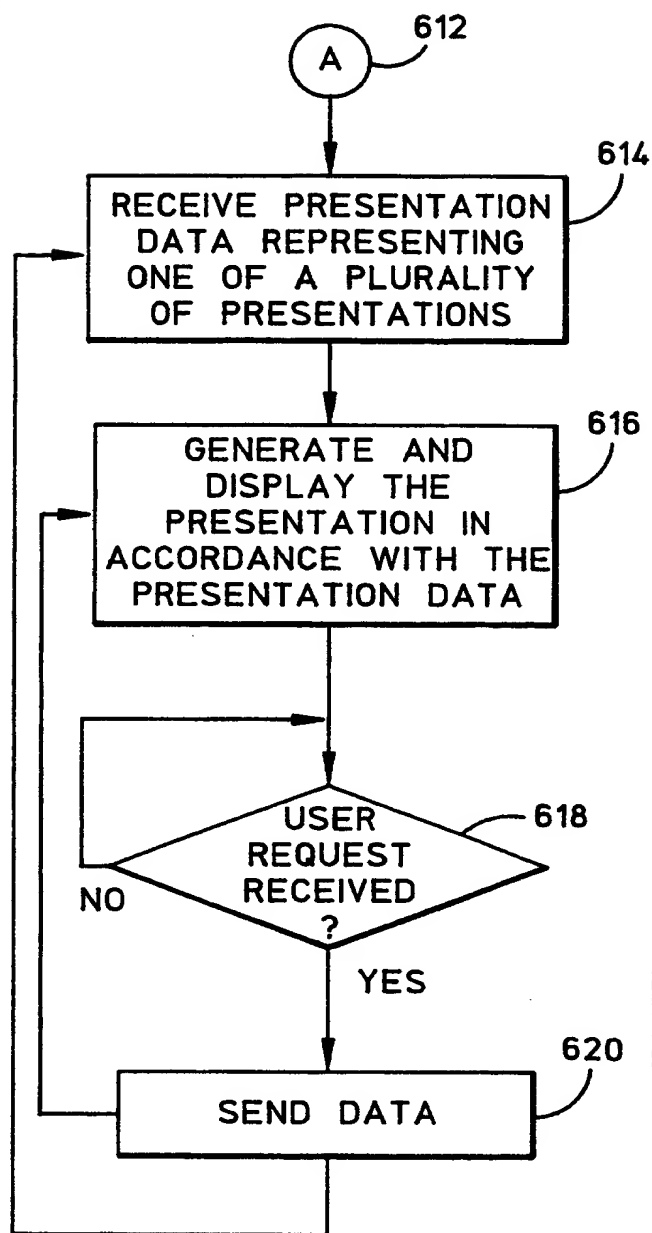 612
A
614
RECEIVE PRESENTATION
DATA REPRESENTING
ONE OF A PLURALITY
OF PRESENTATIONS
616
GENERATE AND
DISPLAY THE
PRESENTATION IN
ACCORDANCE WITH THE
PRESENTATION DATA
618
USER
REQUEST
RECEIVED
?
NO
YES
620
SEND DATA